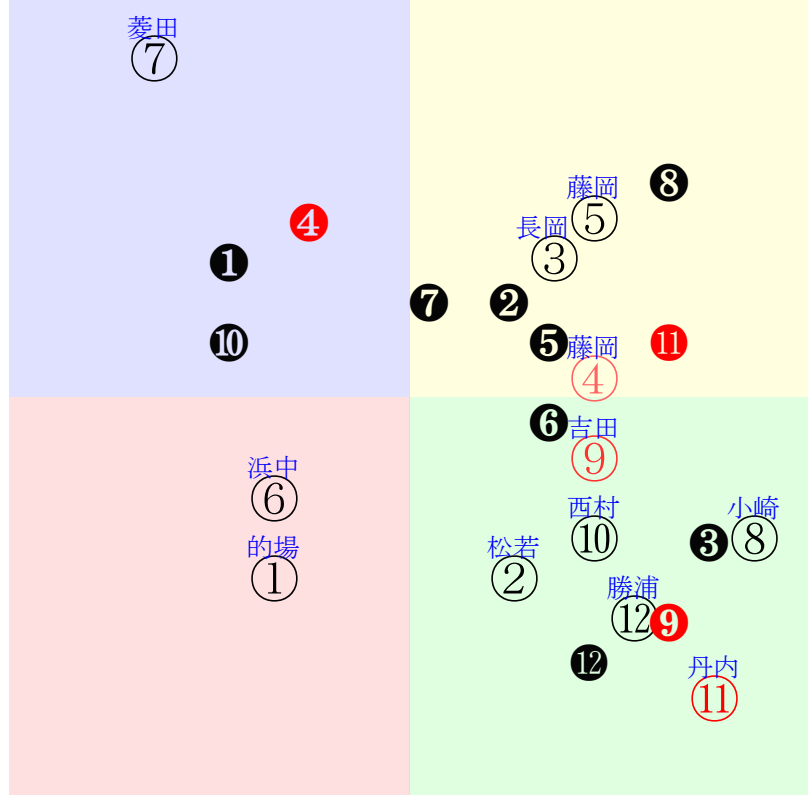 菱田
⑦
❽
藤岡
⑤
❹
長岡
③
❶
❼
❷
❿
❺
藤岡
④
⓫
❻
吉田
⑨
浜中
⑥
西村
⑩
小崎
⑧
❸
的場
①
松若
②
勝浦
⑫
❾
⓬
丹内
⑪